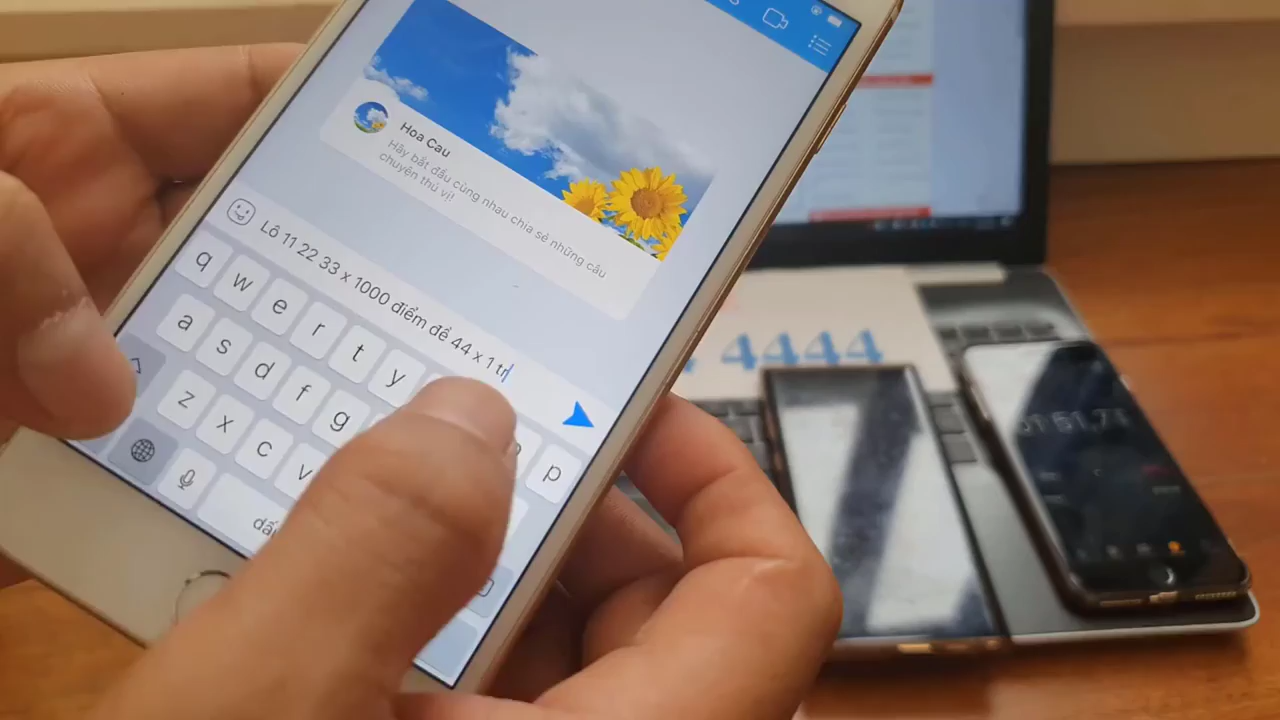 Hoa Cau
Hãy bắt đầu cùng nhau chia sẻ những câu
chuyện thú vị!
Lô 11 22 33 x 1000 điểm đề 44 x 1 tr
q w e r t y p
a s d f g
z x c v
4444